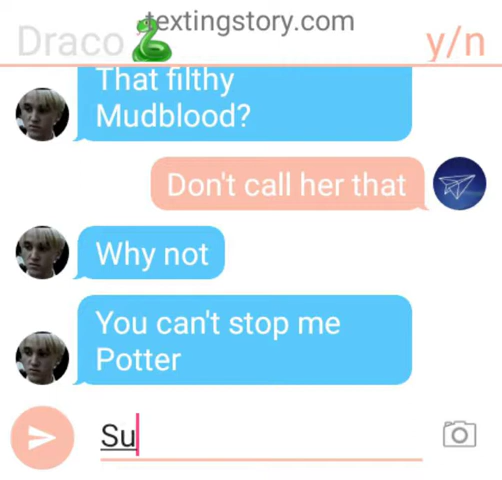 textingstory.com
Draco
y/n
That filthy
Mudblood?
Don't call her that
Why not
You can't stop me
Potter
Su